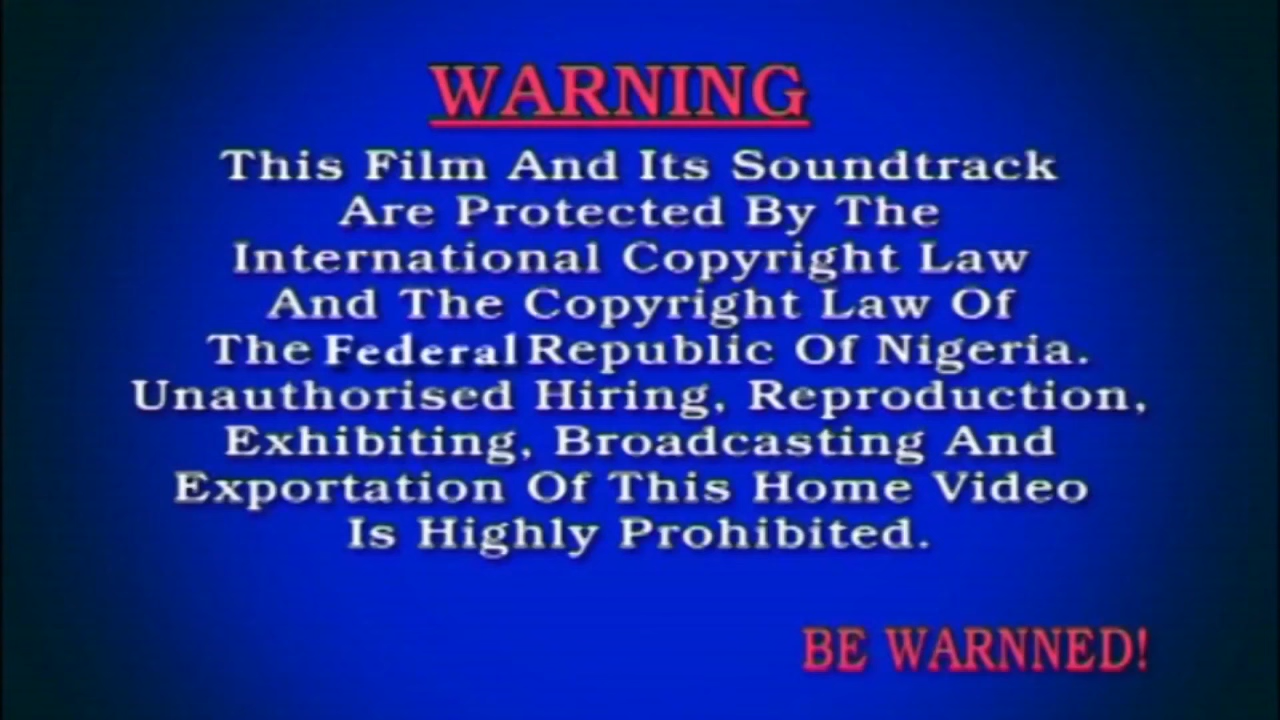 WARNING
This Film And Its Soundtrack
Are Protected By The
International Copyright Law
And The Copyright Law Of
The Federal Republic Of Nigeria.
Unauthorised Hiring, Reproduction,
Exhibiting, Broadcasting And
Exportation Of This Home Video
Is Highly Prohibited.
BE WARNNED!